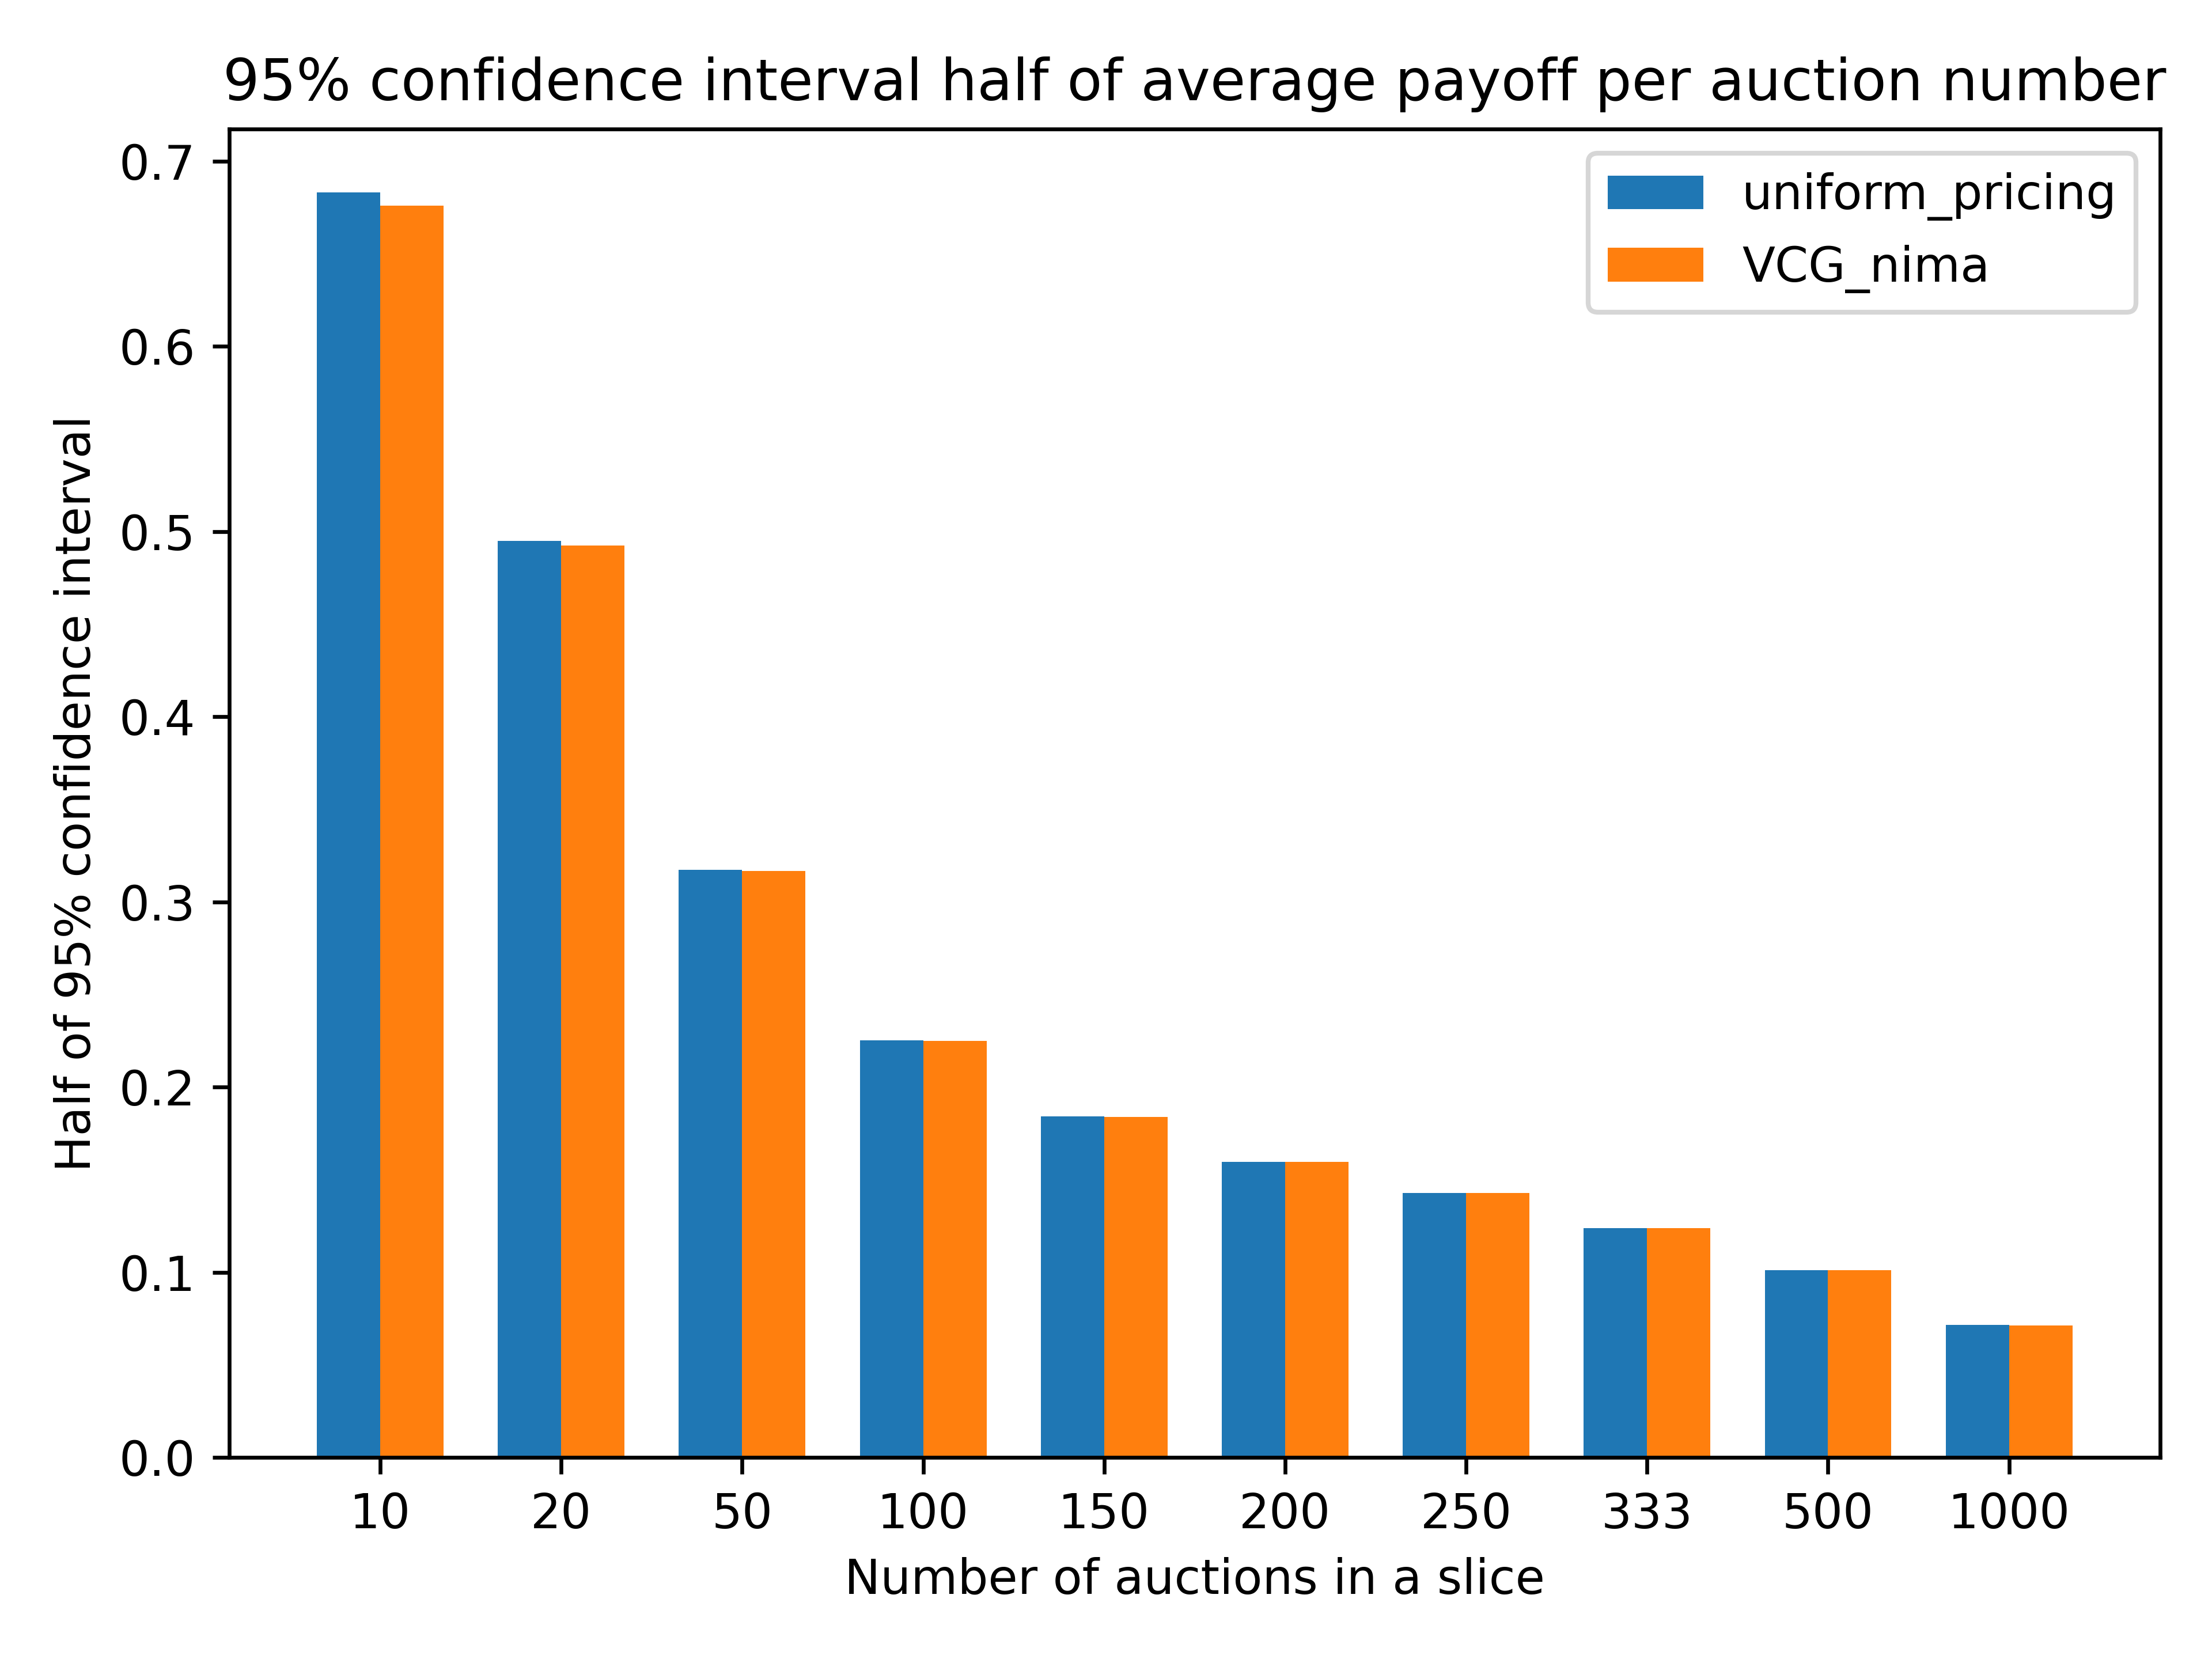 95% confidence interval half of average payoff per auction number
uniform_pricing
VCG_nima
Half of 95% confidence interval
0.7
0.6
0.5
0.4
0.3
0.2
0.1
0.0
10 20 50 100 150 200 250 333 500 1000
Number of auctions in a slice